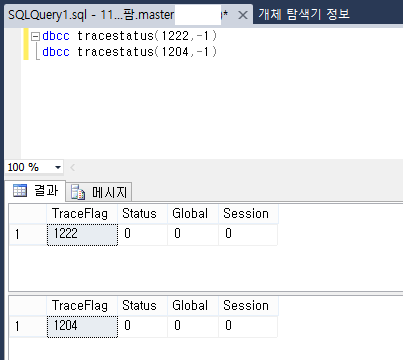 SQLQuery1.sql - 11...팜.master )*
개체 탐색기 정보
dbcc tracestatus(1222,-1)
dbcc tracestatus(1204,-1)
100 %
결과 메시지
TraceFlag Status Global Session
1 1222 0 0 0
TraceFlag Status Global Session
1 1204 0 0 0